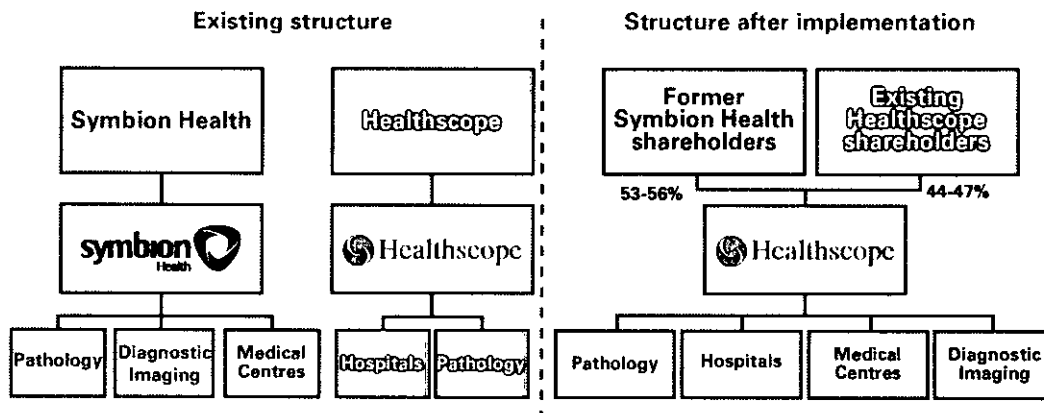 Existing structure
Structure after implementation
Symbion Health
Healthscope
Former
Symbion Health
shareholders
Existing
Healthscope
shareholders
53-56%
44-47%
symbion
Health
Healthscope
Healthscope
Pathology
Diagnostic
Imaging
Medical
Centres
Hospitals
Pathology
Pathology
Hospitals
Medical
Centres
Diagnostic
Imaging